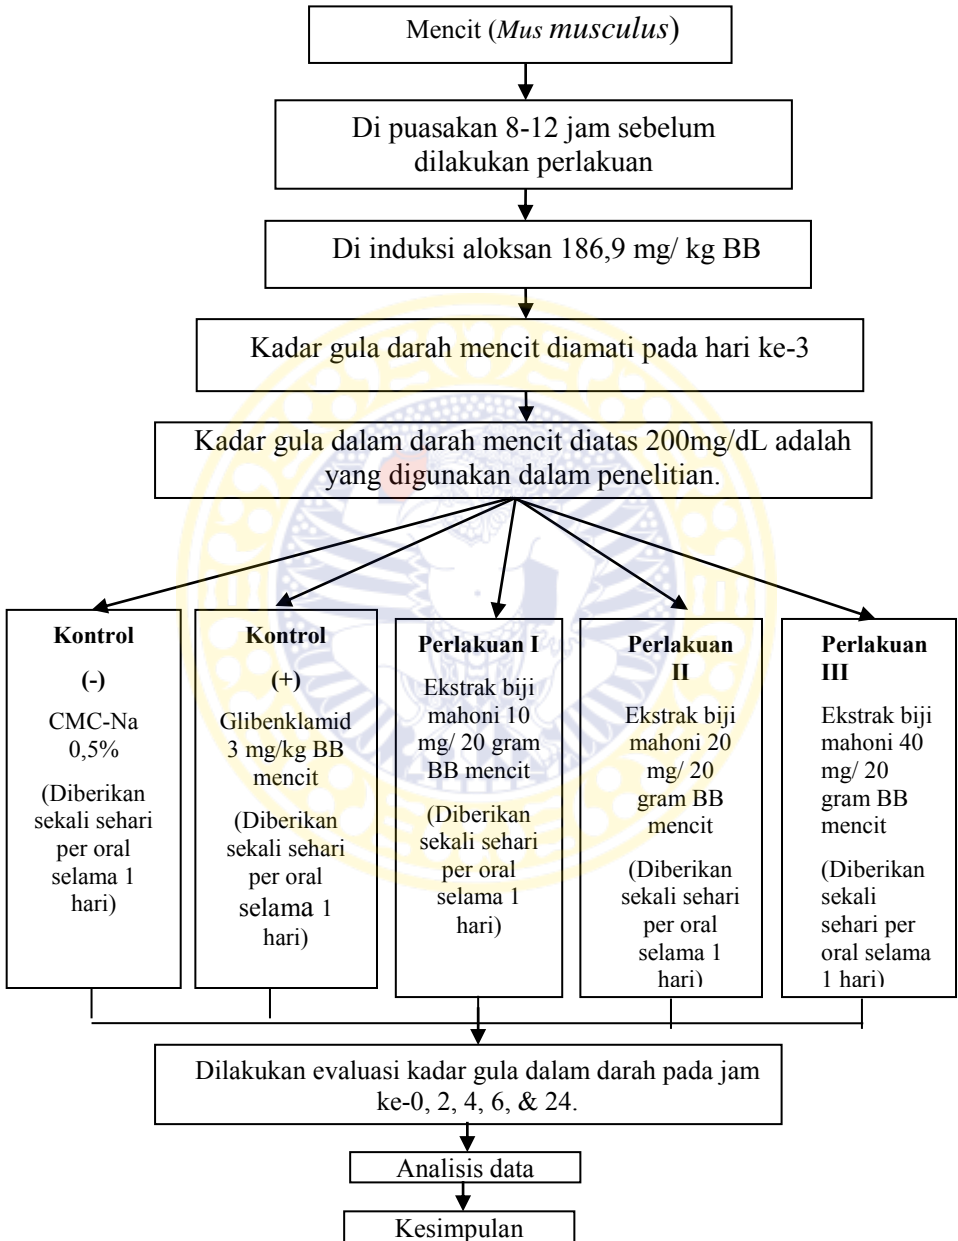 Mencit (Mus musculus)
Di puasakan 8-12 jam sebelum
dilakukan perlakuan
Di induksi aloksan 186,9 mg/ kg BB
Kadar gula darah mencit diamati pada hari ke-3
Kadar gula dalam darah mencit diatas 200mg/dL adalah
yang digunakan dalam penelitian.
Kontrol
(-)
CMC-Na
0,5%
(Diberikan
sekali sehari
per oral
selama 1
hari)
Kontrol
(+)
Glibenklamid
3 mg/kg BB
mencit
(Diberikan
sekali sehari
per oral
selama 1
hari)
Perlakuan I
Ekstrak biji
mahoni 10
mg/ 20 gram
BB mencit
(Diberikan
sekali sehari
per oral
selama 1
hari)
Perlakuan
II
Ekstrak biji
mahoni 20
mg/ 20
gram BB
mencit
(Diberikan
sekali sehari
per oral
selama 1
hari)
Perlakuan
III
Ekstrak biji
mahoni 40
mg/ 20
gram BB
mencit
(Diberikan
sekali
sehari per
oral selama
1 hari)
Dilakukan evaluasi kadar gula dalam darah pada jam
ke-0, 2, 4, 6, & 24.
Analisis data
Kesimpulan